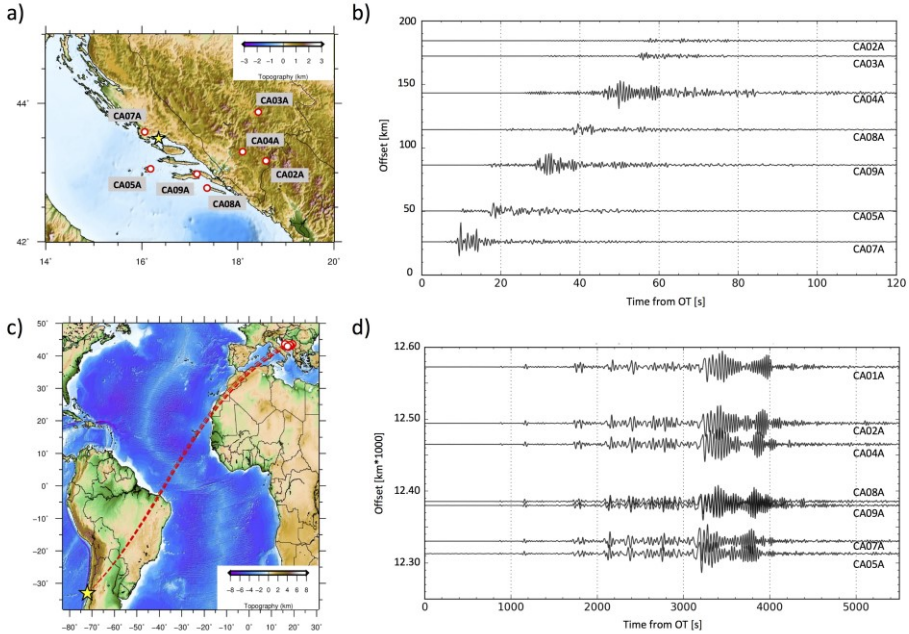 a)
−3 −2 −1 0 1 2 3
Topography (km)
CA03A
CA07A
CA04A
CA02A
CA05A
CA09A
CA08A
44˚
42˚
14˚ 16˚ 18˚ 20˚
b)
200
150
100
50
0
Offset [km]
CA02A
CA03A
CA04A
CA08A
CA09A
CA05A
CA07A
0 20 40 60 80 100 120
Time from OT [s]
c)
50˚
40˚
30˚
20˚
10˚
0˚
−10˚
−20˚
−30˚
−8 −6 −4 −2 0 2 4 6 8
Topography (km)
−80˚ −70˚ −60˚ −50˚ −40˚ −30˚ −20˚ −10˚ 0˚ 10˚ 20˚ 30˚
d)
12.60
12.50
12.40
12.30
Offset [km*1000]
CA01A
CA02A
CA04A
CA08A
CA09A
CA07A
CA05A
0 1000 2000 3000 4000 5000
Time from OT [s]